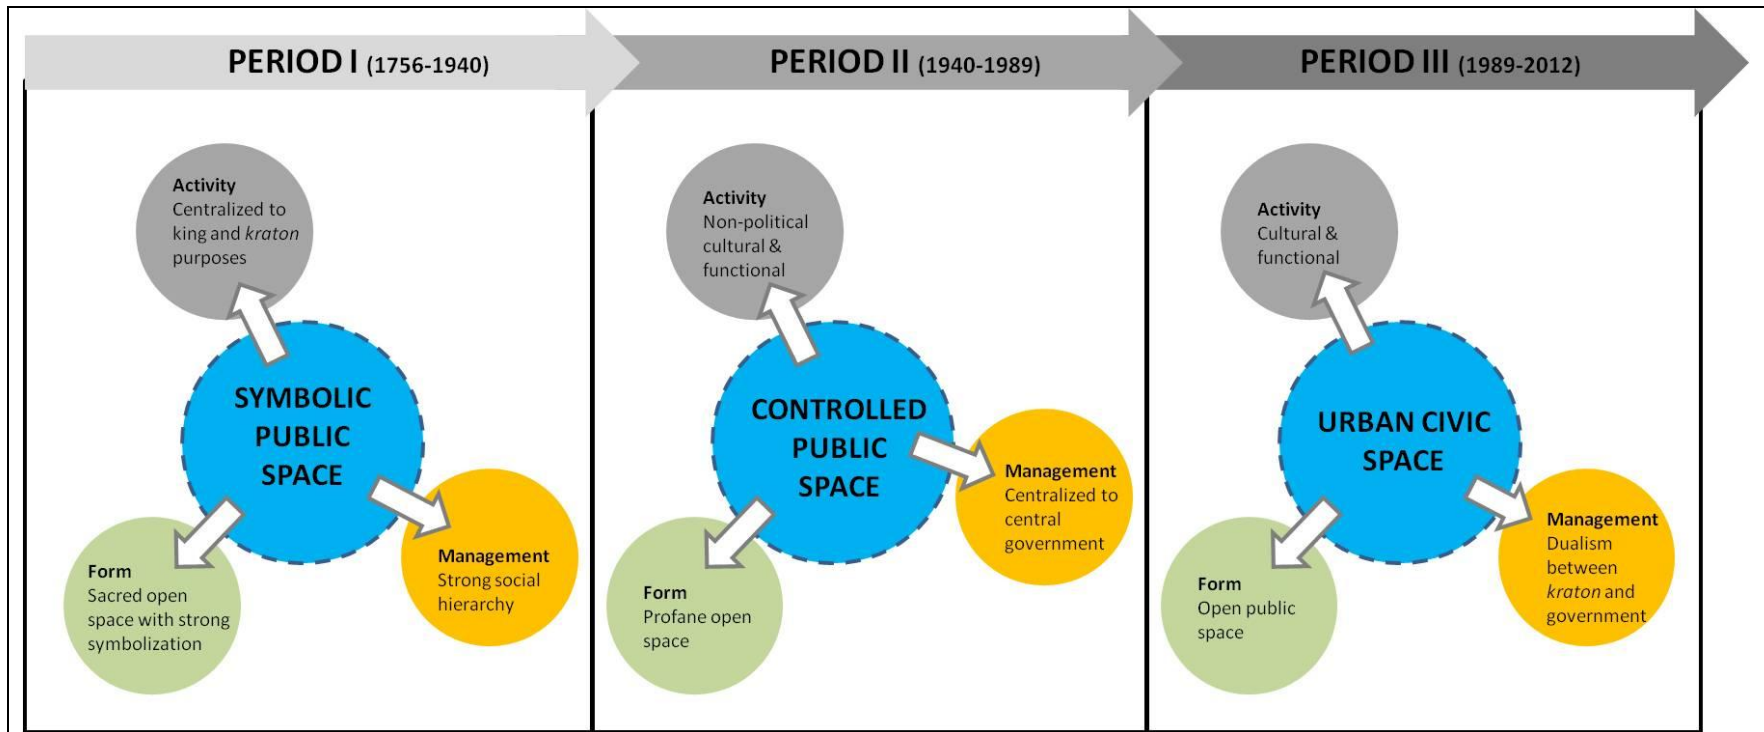 PERIOD I (1756-1940)
PERIOD II (1940-1989)
PERIOD III (1989-2012)
Activity
Centralized to
king and kraton
purposes
SYMBOLIC
PUBLIC
SPACE
Management
Strong social
hierarchy
Form
Sacred open
space with strong
symbolization
Activity
Non-political
cultural &
functional
CONTROLLED
PUBLIC
SPACE
Management
Centralized to
central
government
Form
Profane open
space
Activity
Cultural &
functional
URBAN CIVIC
SPACE
Management
Dualism
between
kraton and
government
Form
Open public
space